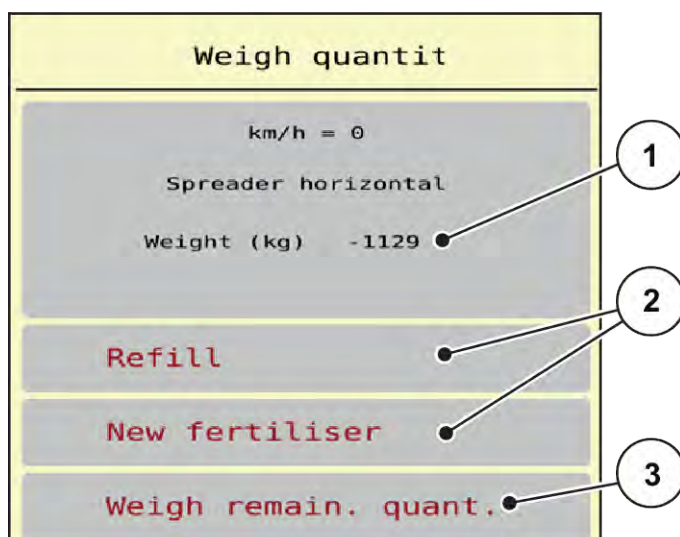 Weigh quantit
km/h = 0
Spreader horizontal
Weight (kg) -1129
1
2
Refill
New fertiliser
3
Weigh remain. quant.